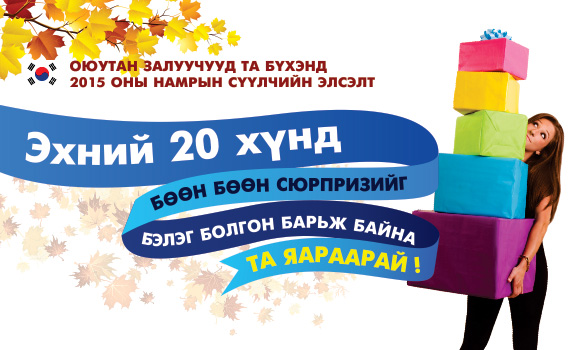 ОЮУТАН ЗАЛУУЧУУД ТА БҮХЭНД
2015 ОНЫ НАМРЫН СҮҮЛЧИЙН ЭЛСЭЛТ
Эхний 20 хүнд
БӨӨН БӨӨН СЮРПРИЗИЙГ
БЭЛЭГ БОЛГОН БАРЬЖ БАЙНА
ТА ЯАРААРАЙ !